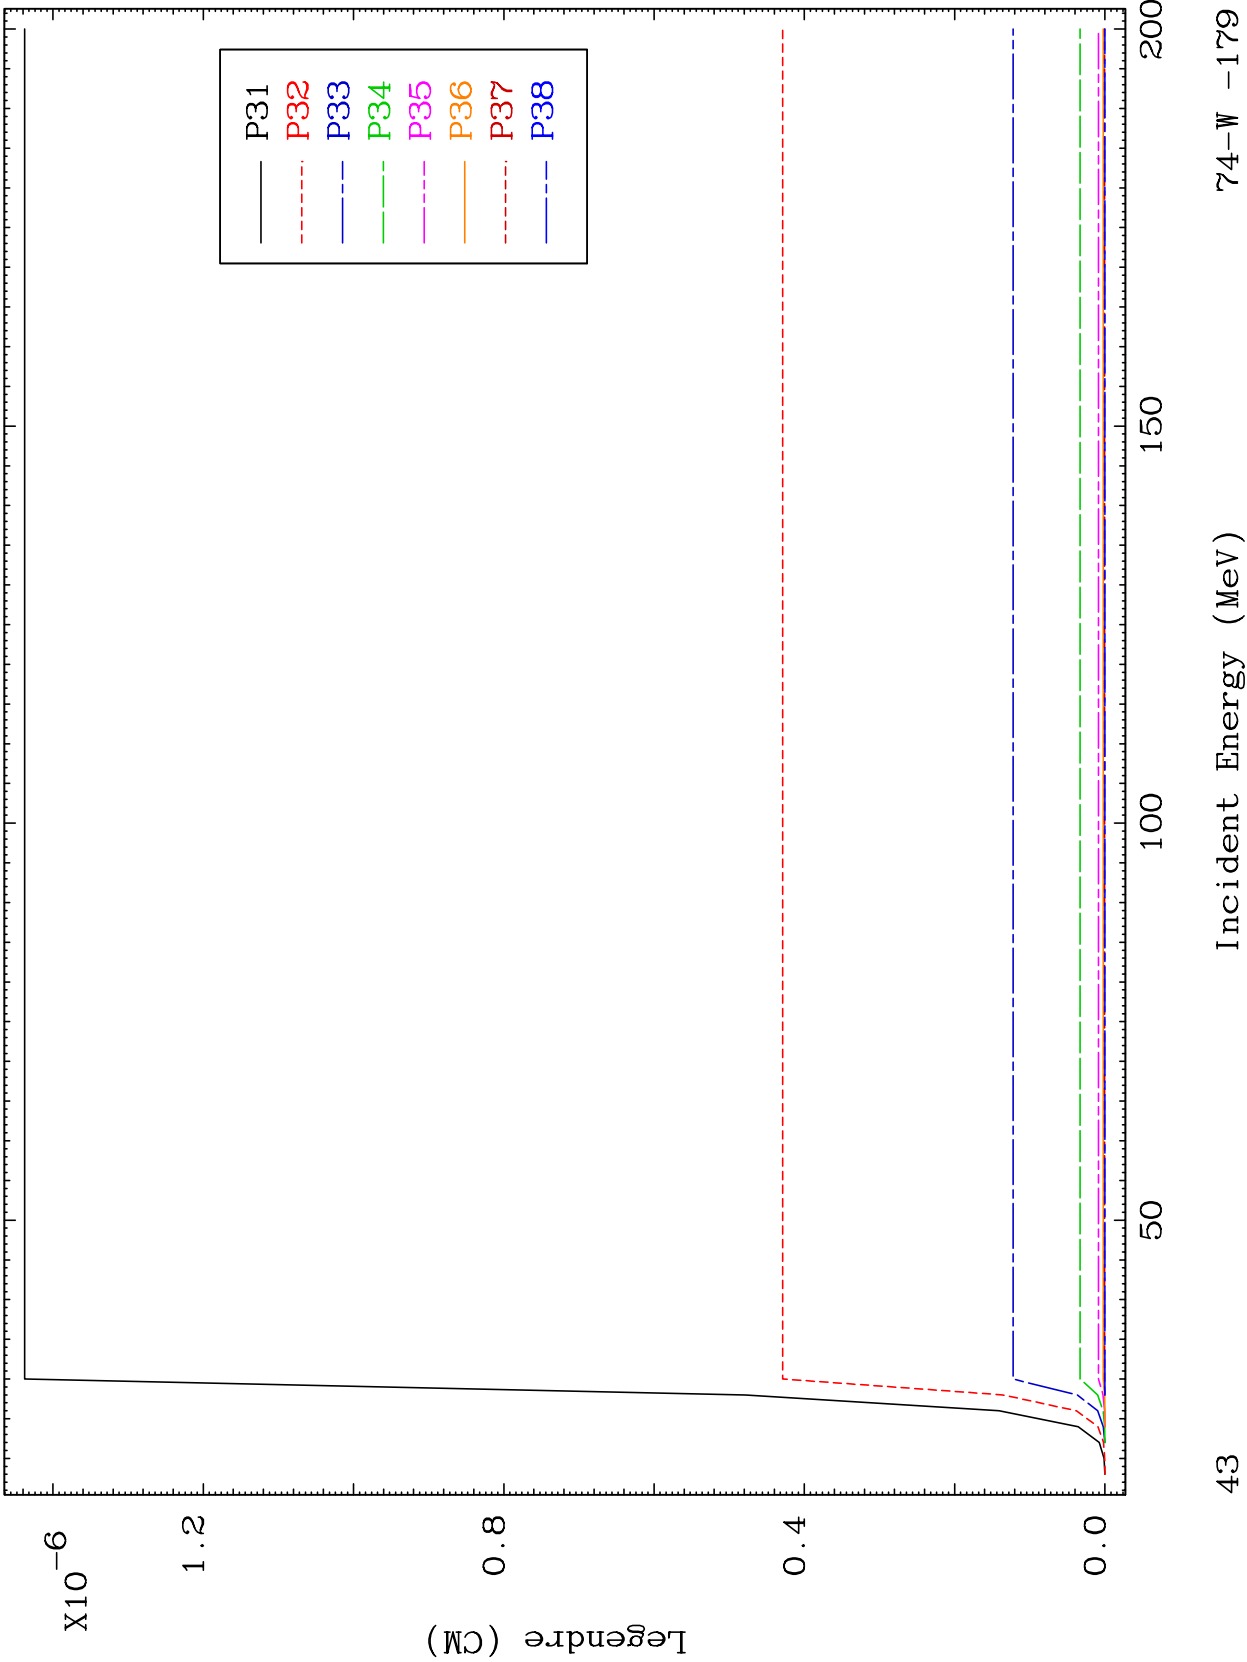 X10-6
1.2
0.8
0.4
0.0
Legendre (CM)
P31
P32
P33
P34
P35
P36
P37
P38
50
100
150
200
Incident Energy (MeV)
43
74-W -179